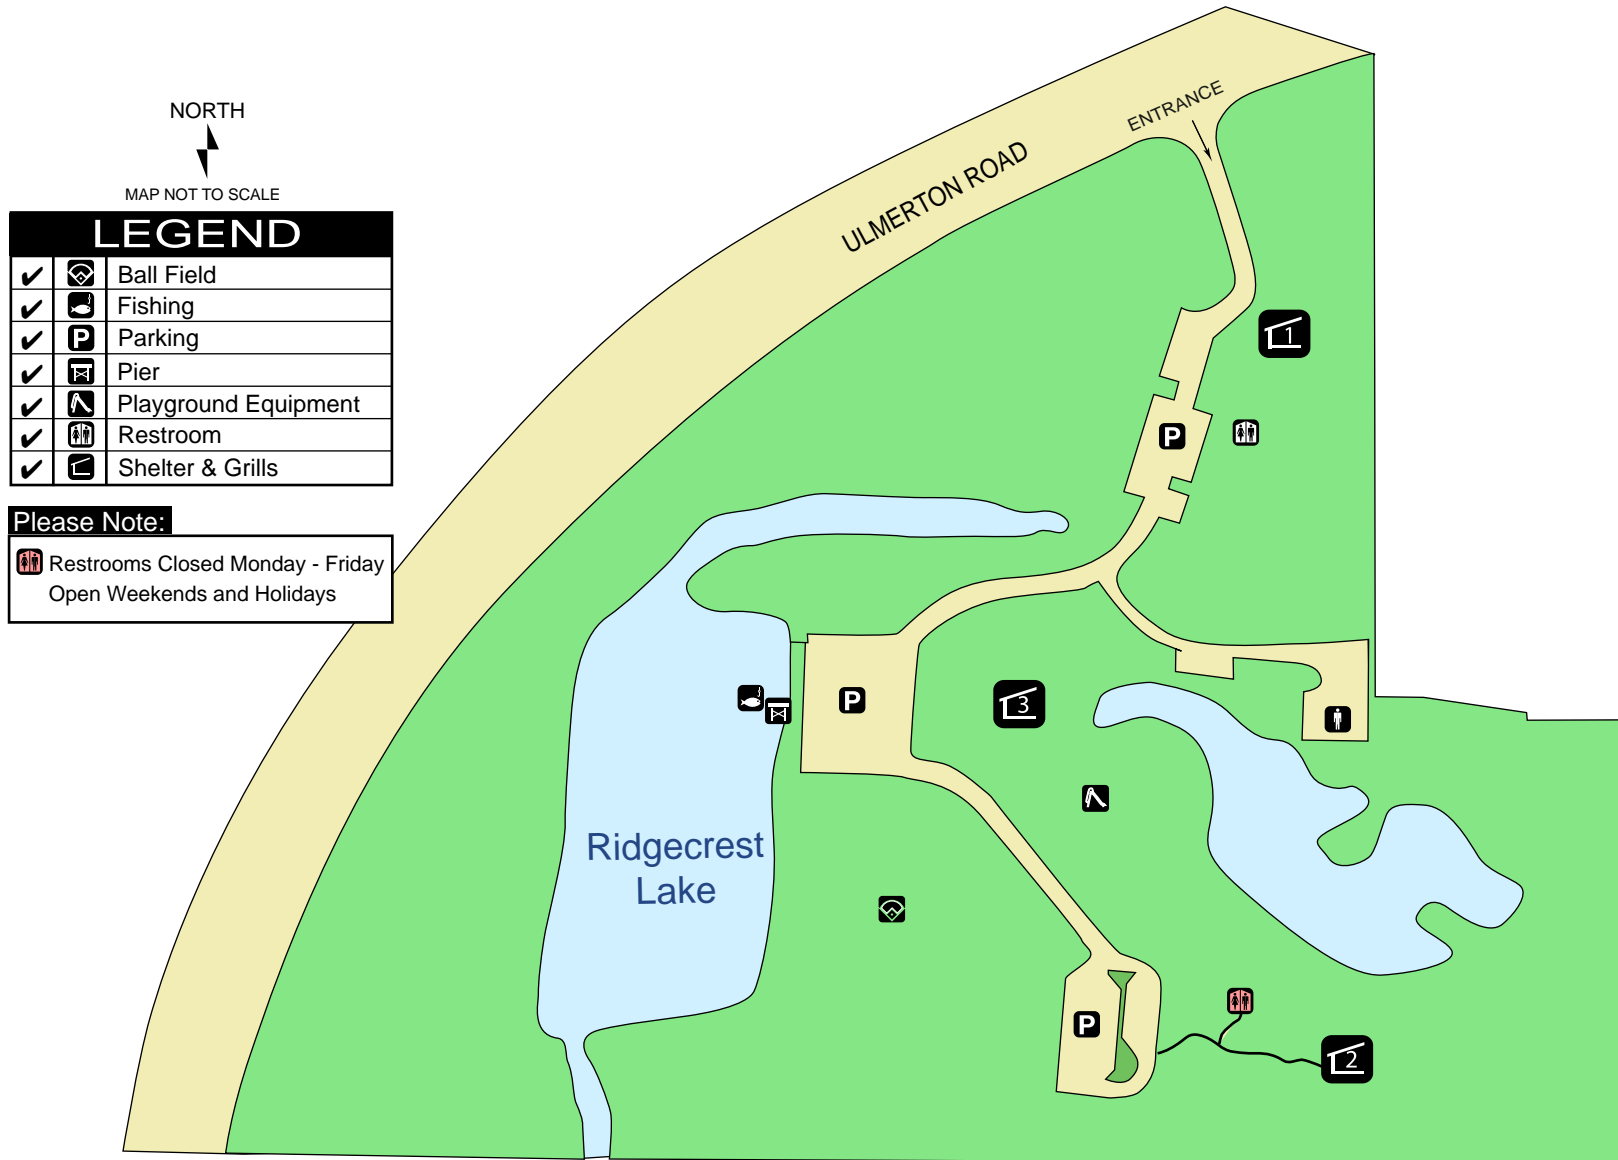 NORTH
MAP NOT TO SCALE
LEGEND
Ball Field
Fishing
P Parking
Pier
Playground Equipment
Restroom
Shelter & Grills
Please Note:
Restrooms Closed Monday - Friday
Open Weekends and Holidays
ENTRANCE
ULMERTON ROAD
1
P
P
3
Ridgecrest
Lake
P
2